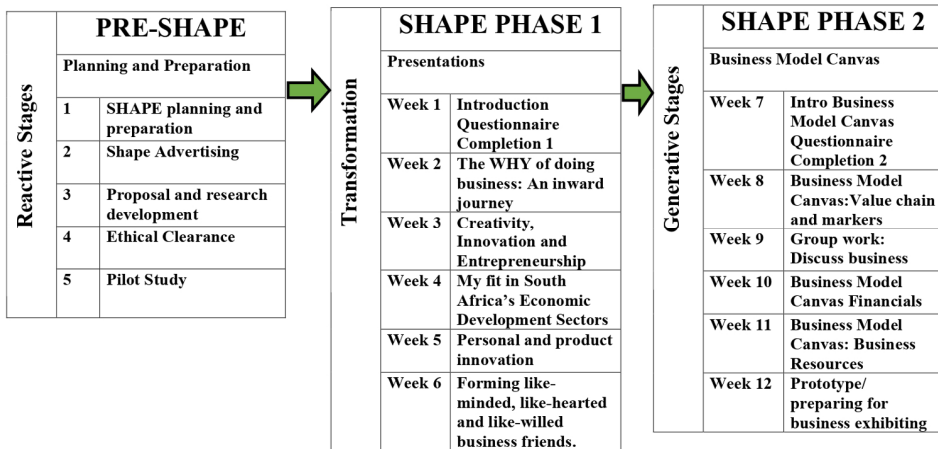 PRE-SHAPE
Reactive Stages
Planning and Preparation
1 SHAPE planning and
preparation
2 Shape Advertising
3 Proposal and research
development
4 Ethical Clearance
5 Pilot Study
SHAPE PHASE 1
Transformation
Presentations
Week 1 Introduction
Questionnaire
Completion 1
Week 2 The WHY of doing
business: An inward
journey
Week 3 Creativity,
Innovation and
Entrepreneurship
Week 4 My fit in South
Africa's Economic
Development Sectors
Week 5 Personal and product
innovation
Week 6 Forming like-
minded, like-hearted
and like-willed
business friends.
SHAPE PHASE 2
Generative Stages
Business Model Canvas
Week 7 Intro Business
Model Canvas
Questionnaire
Completion 2
Week 8 Business Model
Canvas:Value chain
and markers
Week 9 Group work:
Discuss business
Week 10 Business Model
Canvas Financials
Week 11 Business Model
Canvas: Business
Resources
Week 12 Prototype/
preparing for
business exhibiting